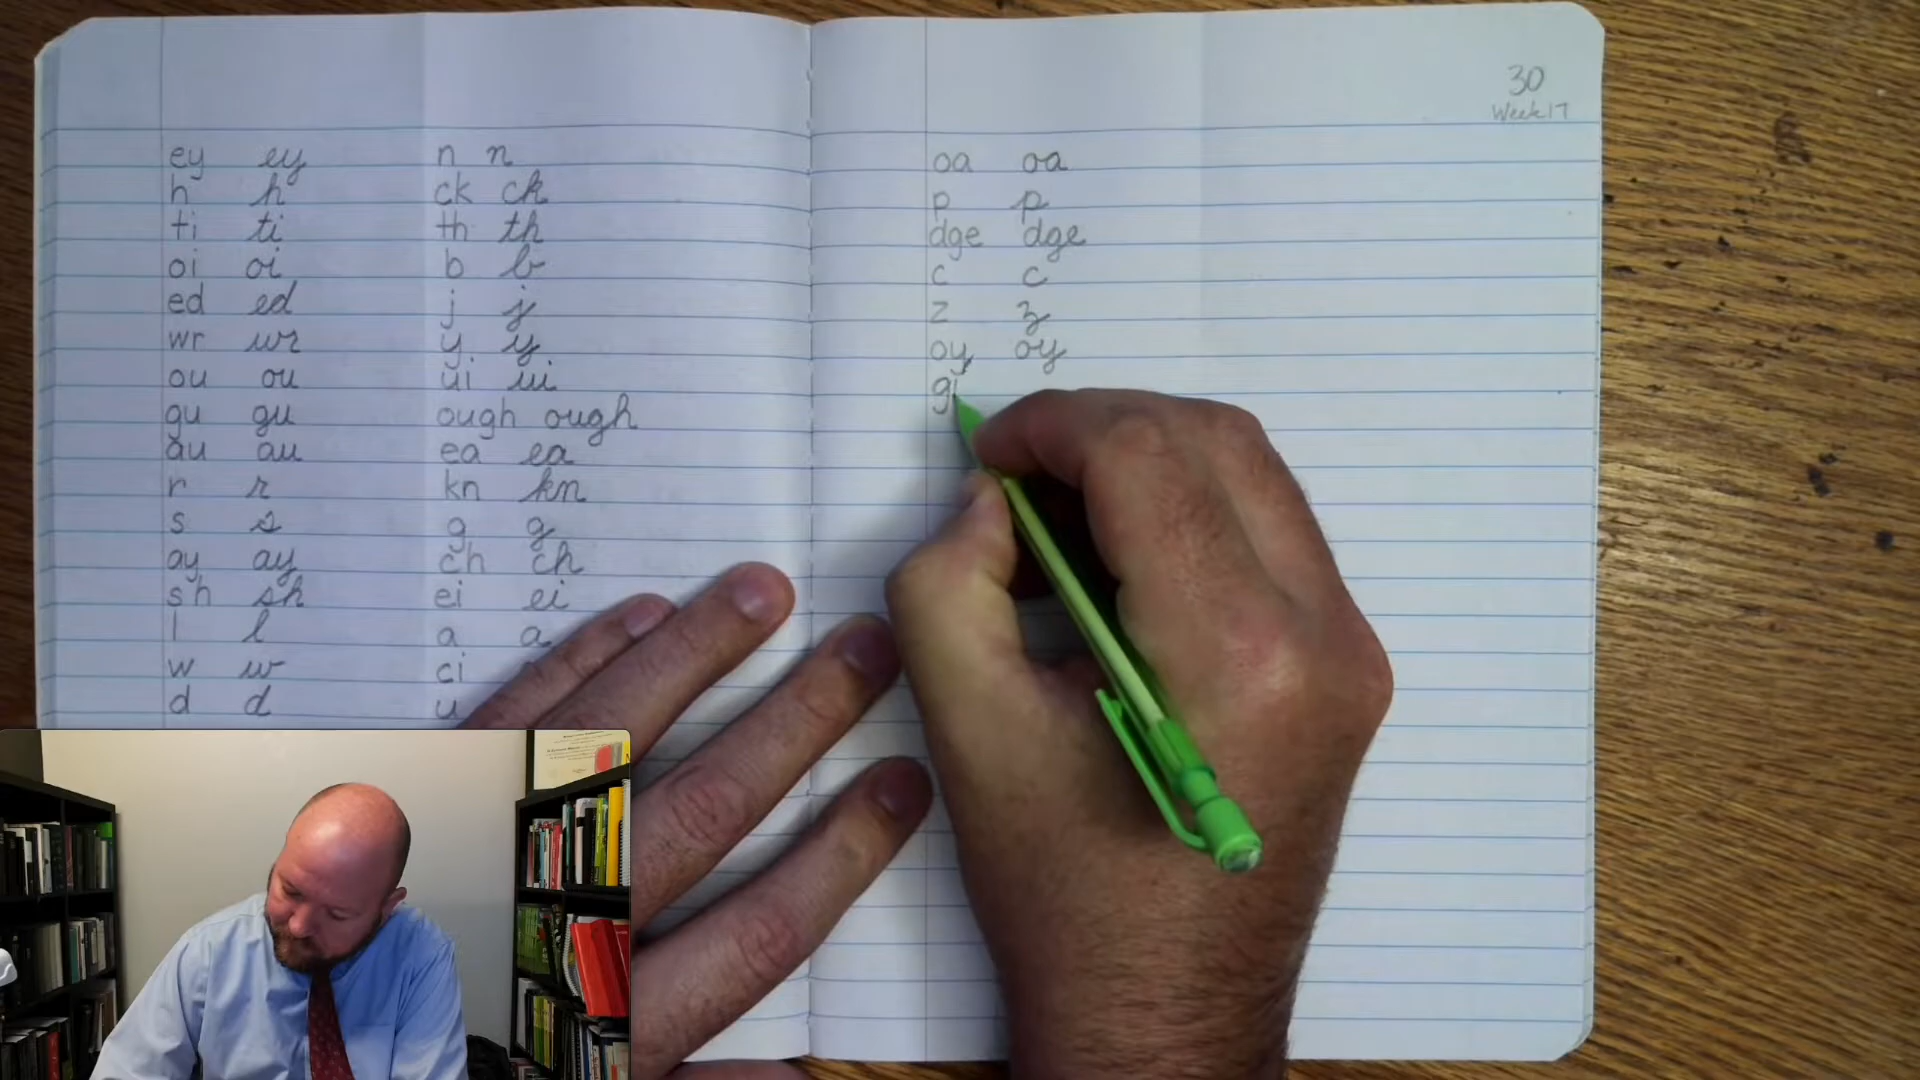 30
Week 17
ey ey n n
h h ck ck
ti ti th th
oi oi b b
ed ed j j
wr wr y y
ou ou ui ui
gu gu ough ough
au au ea ea
r r kn kn
s s g g
ay ay ch ch
sh sh ei ei
l l a a
w w ci
d d u
oa oa
p p
dge dge
c c
z z
oy oy
gi